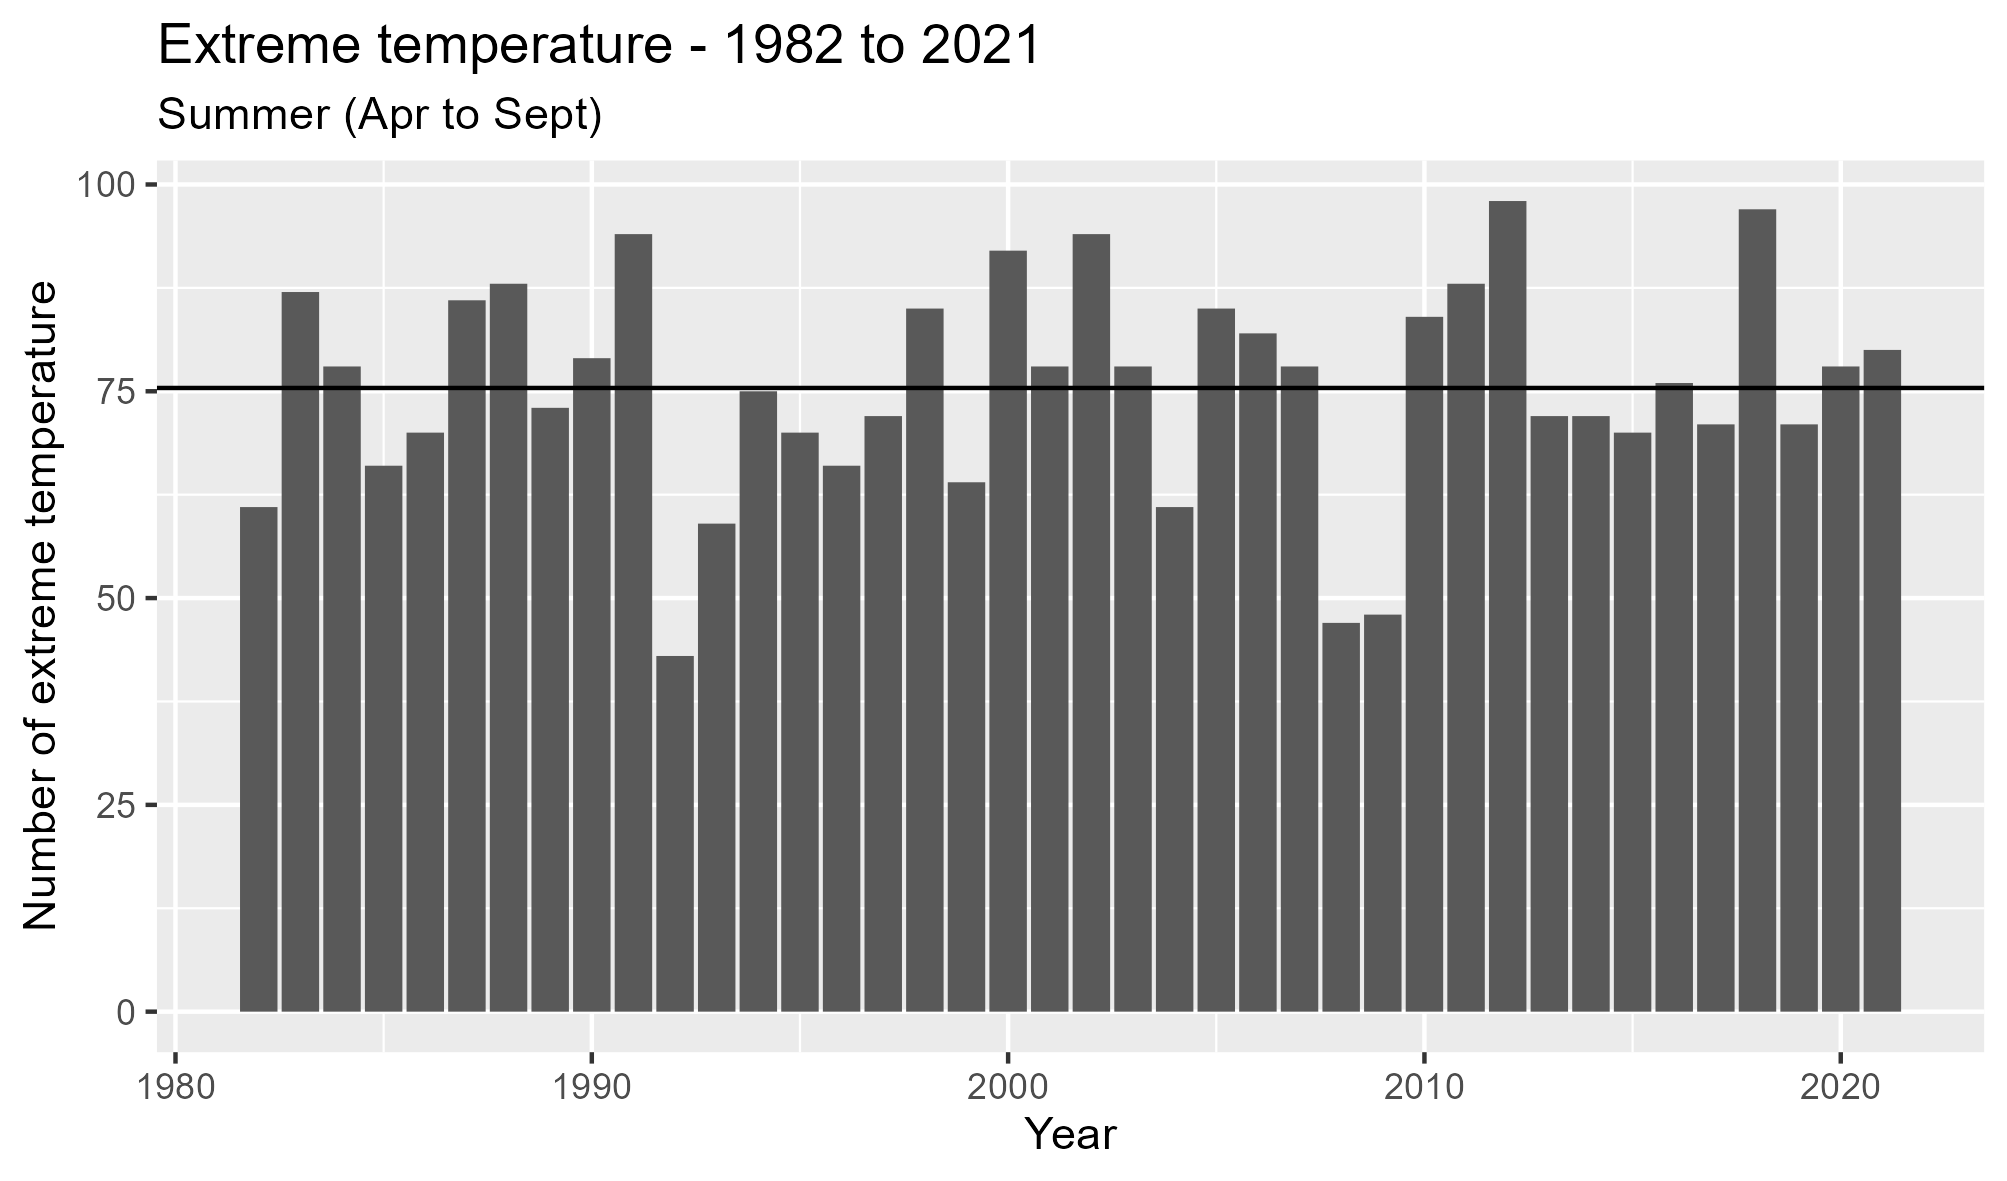 Extreme temperature - 1982 to 2021
Summer (Apr to Sept)
Number of extreme temperature
100
75
50
25
0
1980
1990
2000
2010
2020
Year